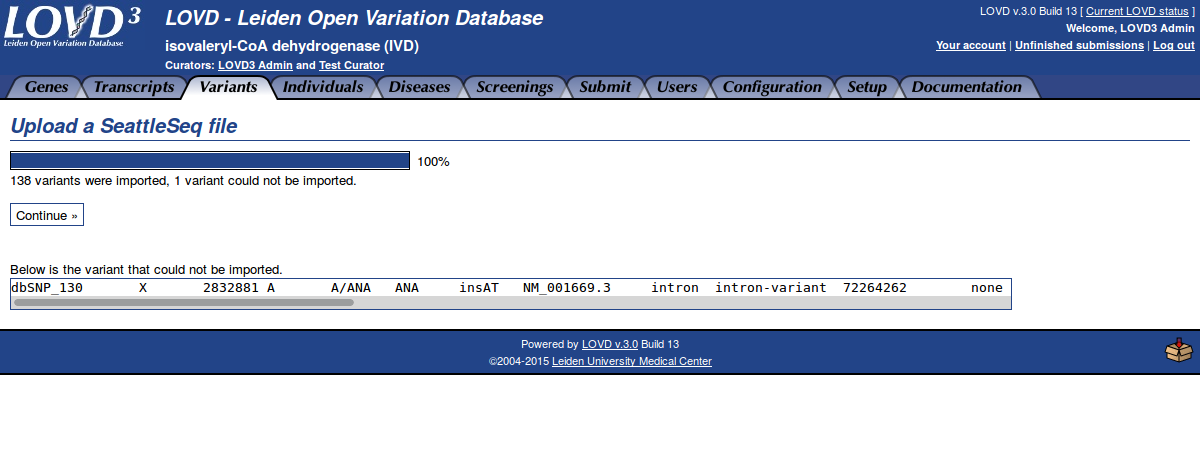 LOVD 3
Leiden Open Variation Database
LOVD - Leiden Open Variation Database
isovaleryl-CoA dehydrogenase (IVD)
Curators: LOVD3 Admin and Test Curator
LOVD v.3.0 Build 13 [ Current LOVD status ]
Welcome, LOVD3 Admin
Your account | Unfinished submissions | Log out
Genes Transcripts Variants Individuals Diseases Screenings Submit Users Configuration Setup Documentation
Upload a SeattleSeq file
100%
138 variants were imported, 1 variant could not be imported.
Continue »
Below is the variant that could not be imported.
dbSNP_130 X 2832881 A A/ANA ANA insAT NM_001669.3 intron intron-variant 72264262 none
Powered by LOVD v.3.0 Build 13
©2004-2015 Leiden University Medical Center